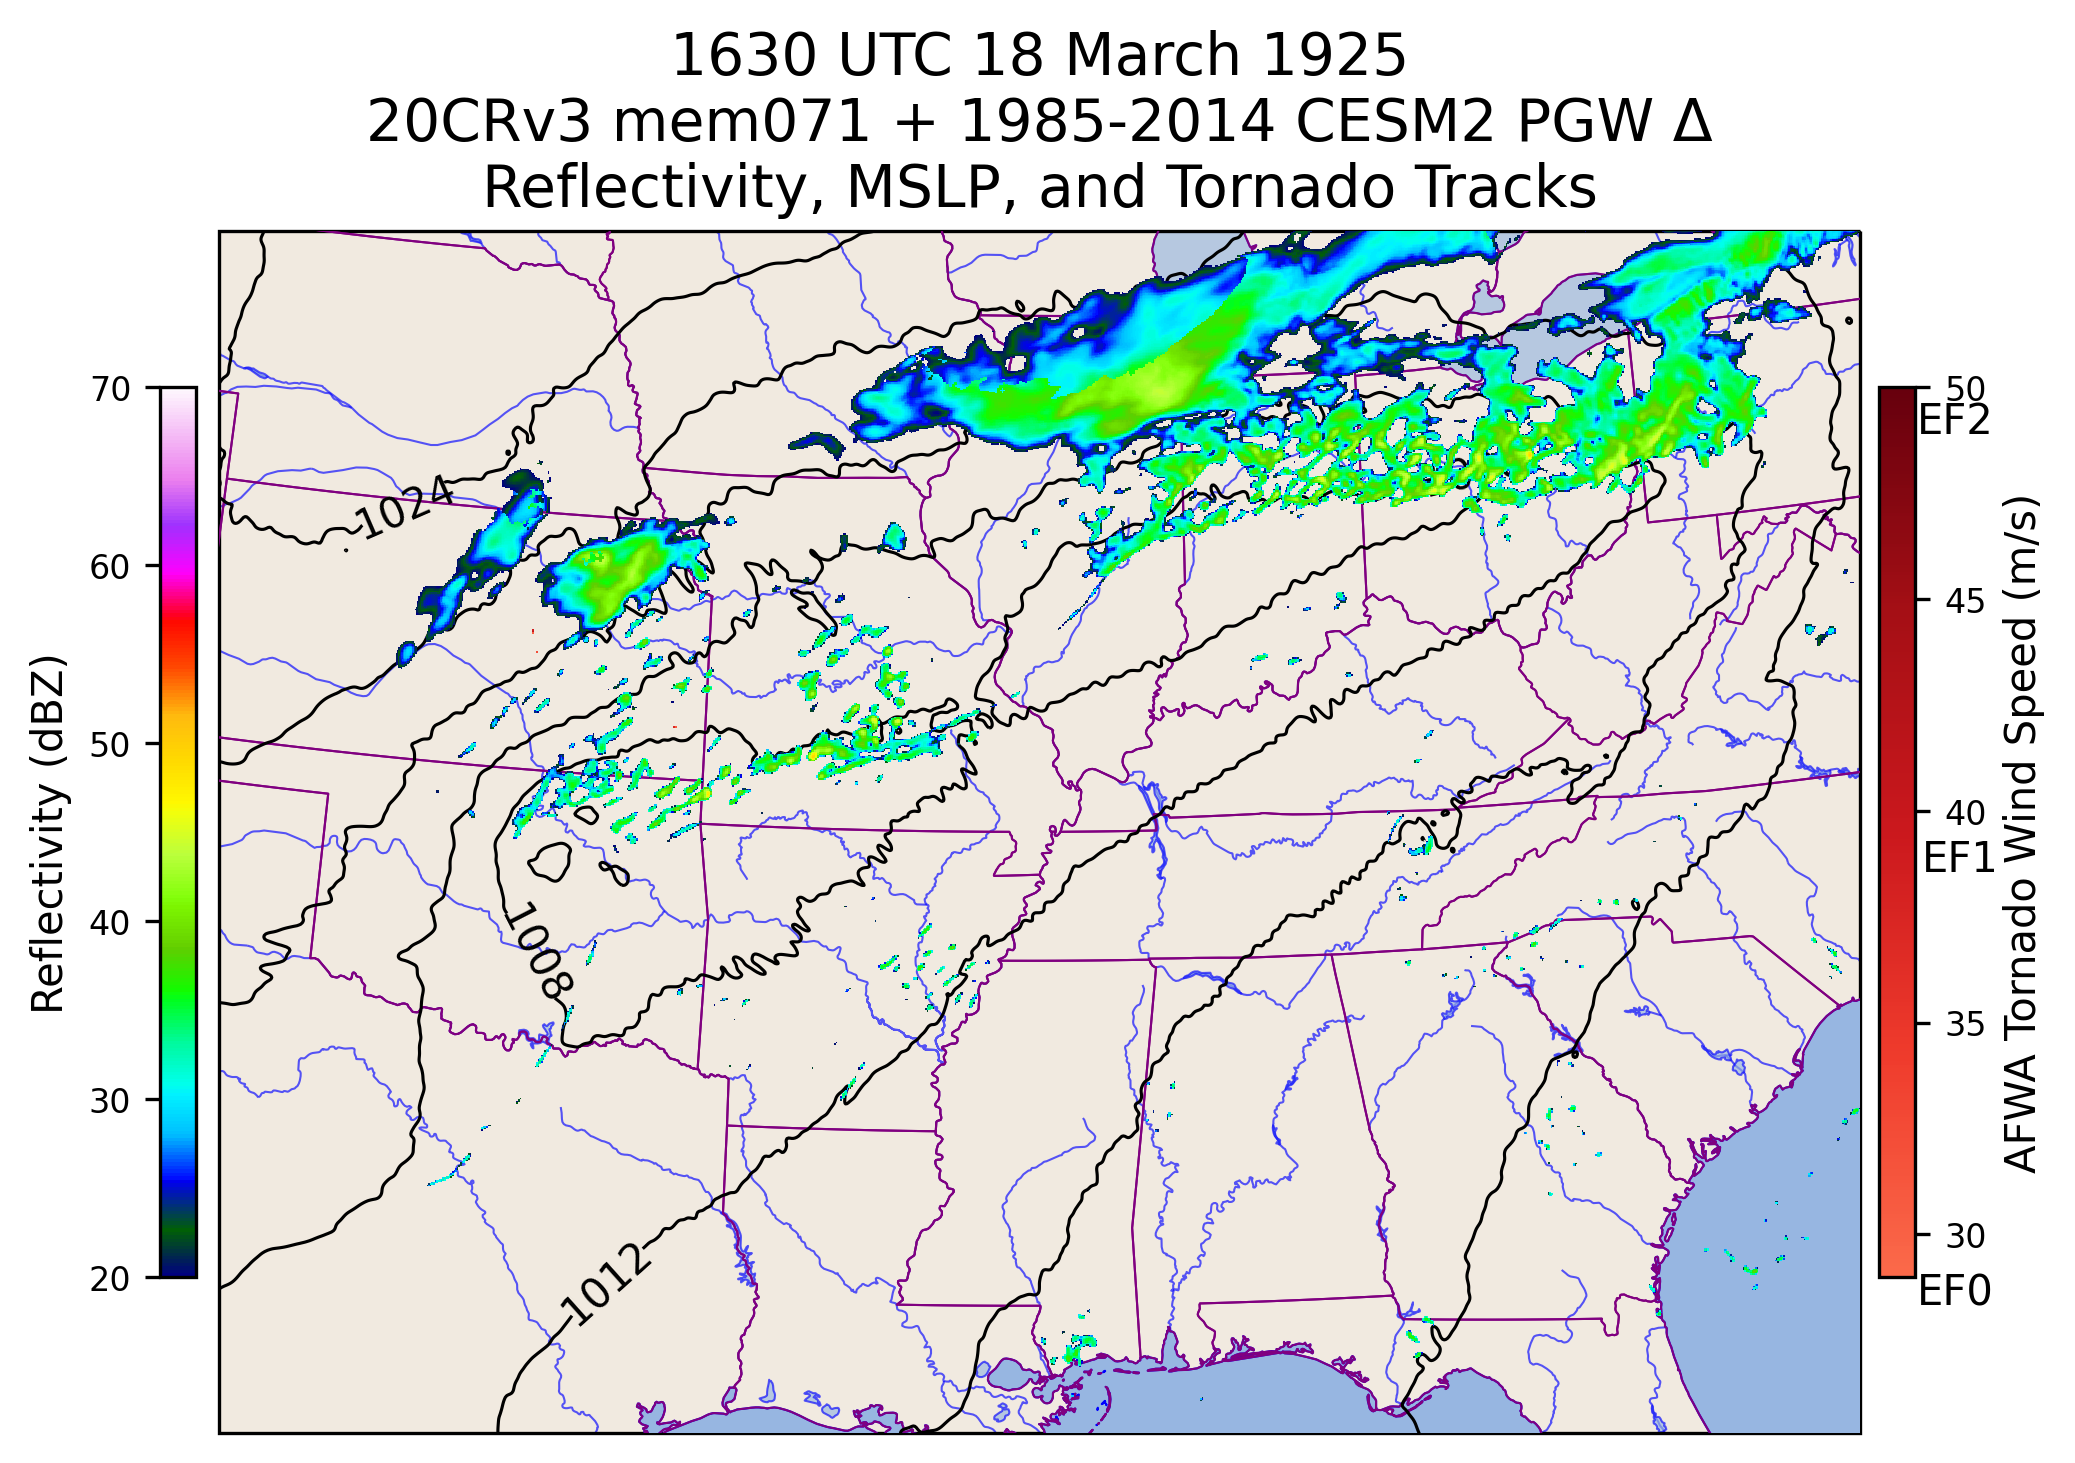 1630 UTC 18 March 1925
20CRv3 mem071 + 1985-2014 CESM2 PGW Δ
Reflectivity, MSLP, and Tornado Tracks
70
60
50
40
30
20
Reflectivity (dBZ)
1024
1008
1012
50
EF2
45
40
EF1
35
30
EF0
AFWA Tornado Wind Speed (m/s)